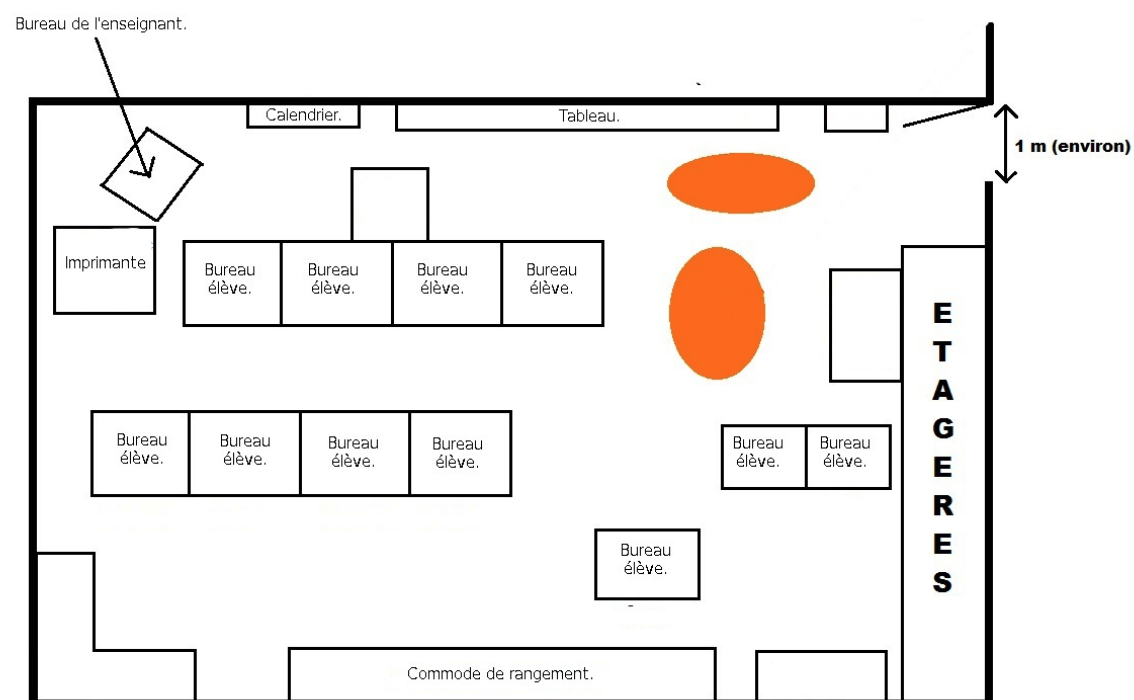 Bureau de l'enseignant.
Calendrier.
Tableau.
1 m (environ)
Imprimante
Bureau
élève.
Bureau
élève.
Bureau
élève.
Bureau
élève.
E
T
A
G
E
R
E
S
Bureau
élève.
Bureau
élève.
Bureau
élève.
Bureau
élève.
Bureau
élève.
Bureau
élève.
Bureau
élève.
Commode de rangement.